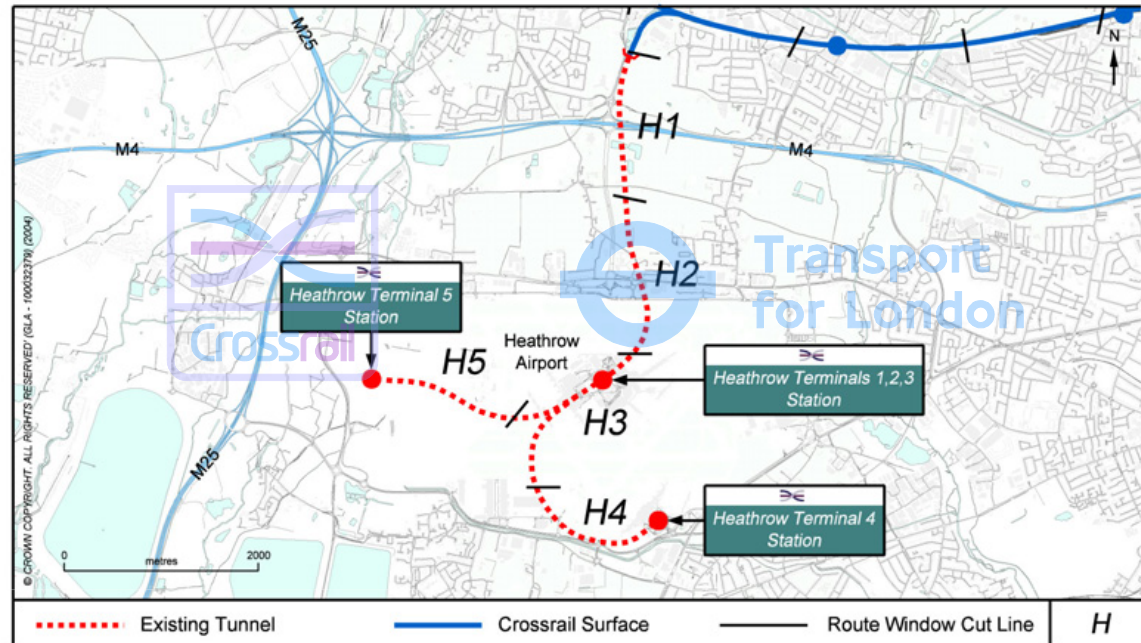 M25
N
H1
M4
M4
© CROWN COPYRIGHT. ALL RIGHTS RESERVED' (GLA - 100032379) (2004)
H2
Transport
for London
Heathrow Terminal 5
Station
Crossrail
Heathrow
Airport
H5
Heathrow Terminals 1,2,3
Station
H3
M25
H4
Heathrow Terminal 4
Station
0
2000
metres
Existing Tunnel
Crossrail Surface
Route Window Cut Line
H